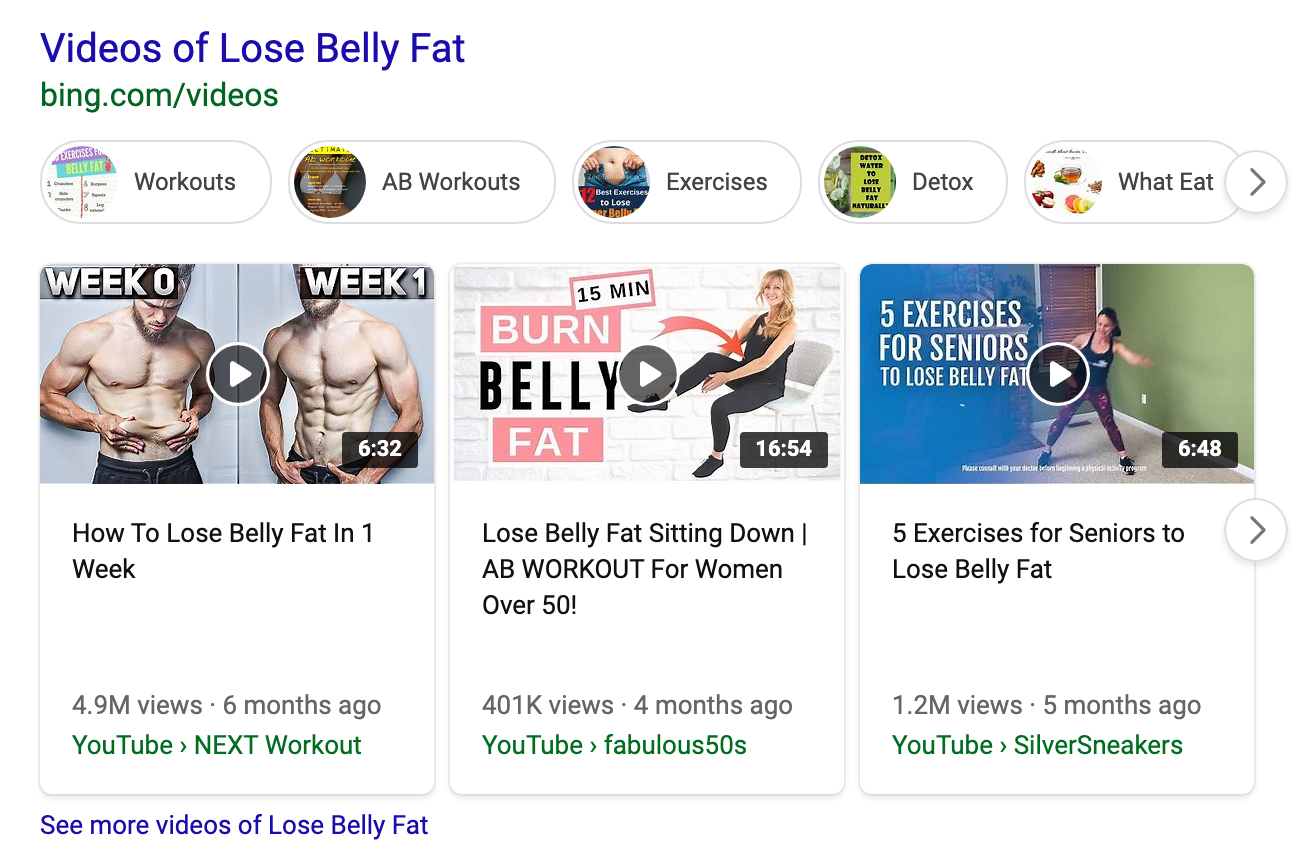 Videos of Lose Belly Fat
bing.com/videos
EXERCISES
BELLY FAT
Workouts
Ab workout
AB Workouts
12 Best Exercises
to Lose
Exercises
DETOX
WATER
TO
LOSE
BELLY
FAT
NATURALLY
Detox
What Eat
WEEK 0
WEEK 1
6:32
15 MIN
BURN
BELLY
FAT
16:54
5 EXERCISES
FOR SENIORS
TO LOSE BELLY FAT
Please consult with your doctor before beginning a physical activity program
6:48
How To Lose Belly Fat In 1
Week
4.9M views · 6 months ago
YouTube › NEXT Workout
Lose Belly Fat Sitting Down |
AB WORKOUT For Women
Over 50!
401K views · 4 months ago
YouTube › fabulous50s
5 Exercises for Seniors to
Lose Belly Fat
1.2M views · 5 months ago
YouTube › SilverSneakers
See more videos of Lose Belly Fat